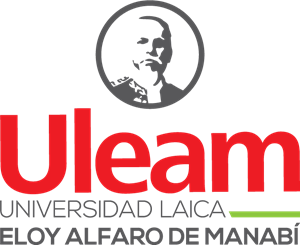 Uleam
UNIVERSIDAD LAICA
ELOY ALFARO DE MANABÍ